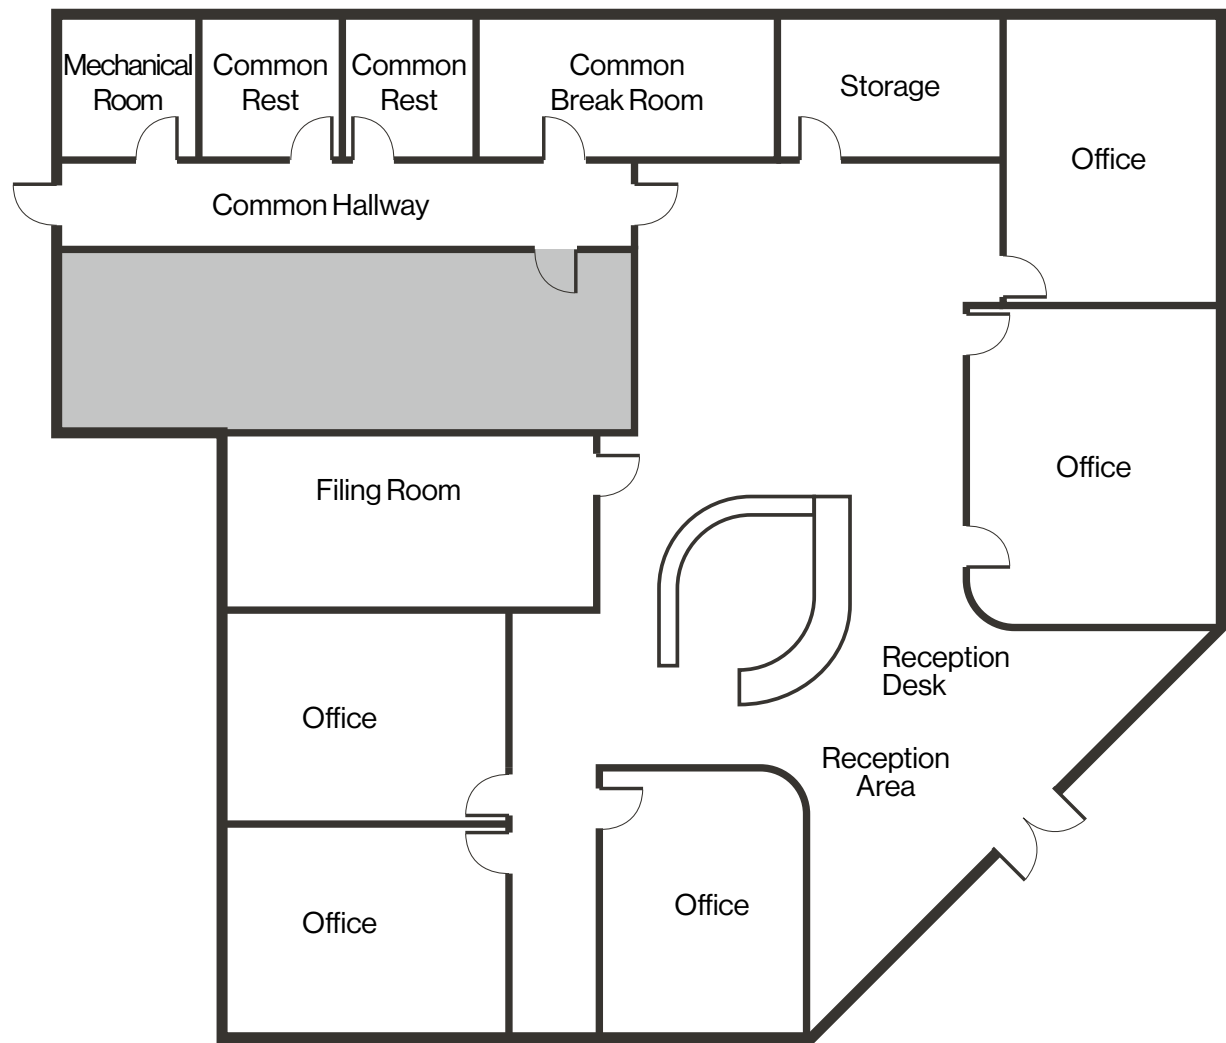 Mechanical
Room
Common
Rest
Common
Rest
Common
Break Room
Storage
Office
Common Hallway
Office
Filing Room
Reception
Desk
Office
Reception
Area
Office
Office